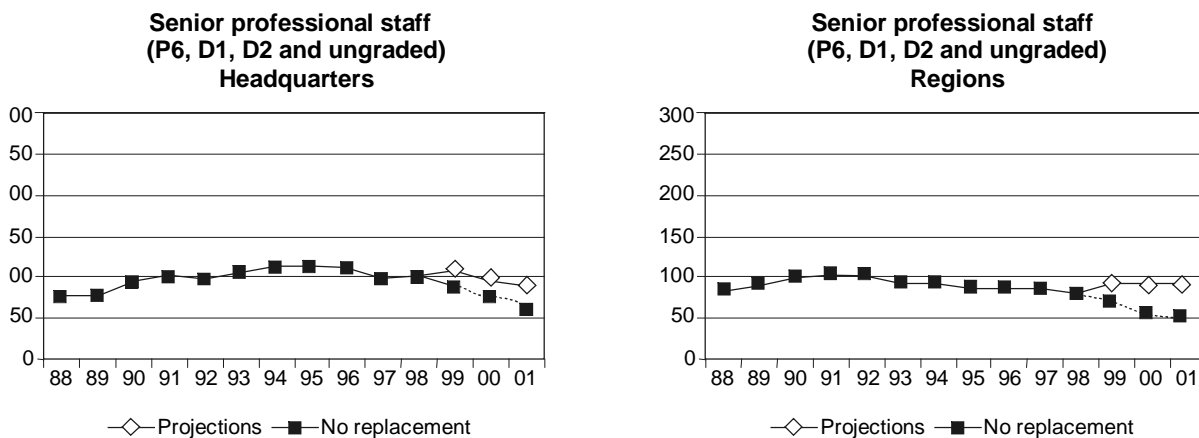 Senior professional staff
(P6, D1, D2 and ungraded)
Headquarters
00
50
00
50
00
50
0
88 89 90 91 92 93 94 95 96 97 98 99 00 01
Projections No replacement
Senior professional staff
(P6, D1, D2 and ungraded)
Regions
300
250
200
150
100
50
0
88 89 90 91 92 93 94 95 96 97 98 99 00 01
Projections No replacement